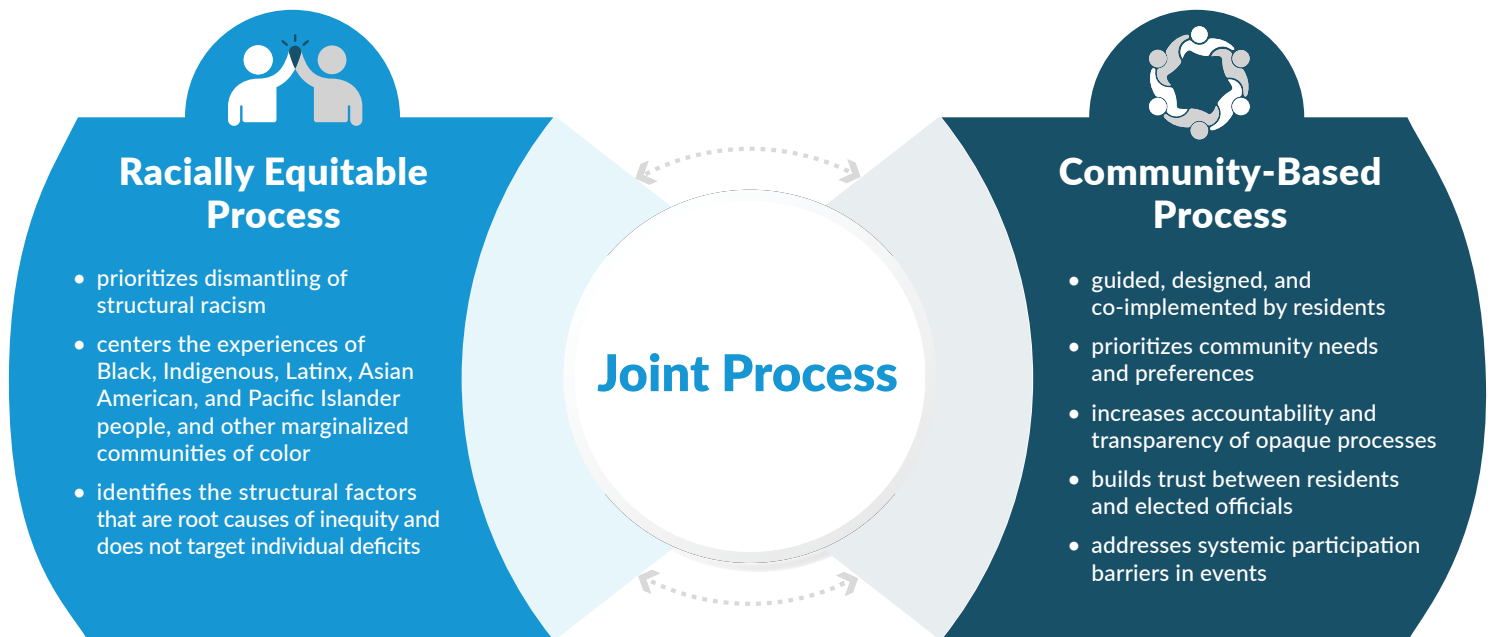 Racially Equitable
Process
• prioritizes dismantling of
structural racism
• centers the experiences of
Black, Indigenous, Latinx, Asian
American, and Pacific Islander
people, and other marginalized
communities of color
• identifies the structural factors
that are root causes of inequity and
does not target individual deficits
Joint Process
Community-Based
Process
• guided, designed, and
co-implemented by residents
• prioritizes community needs
and preferences
• increases accountability and
transparency of opaque processes
• builds trust between residents
and elected officials
• addresses systemic participation
barriers in events